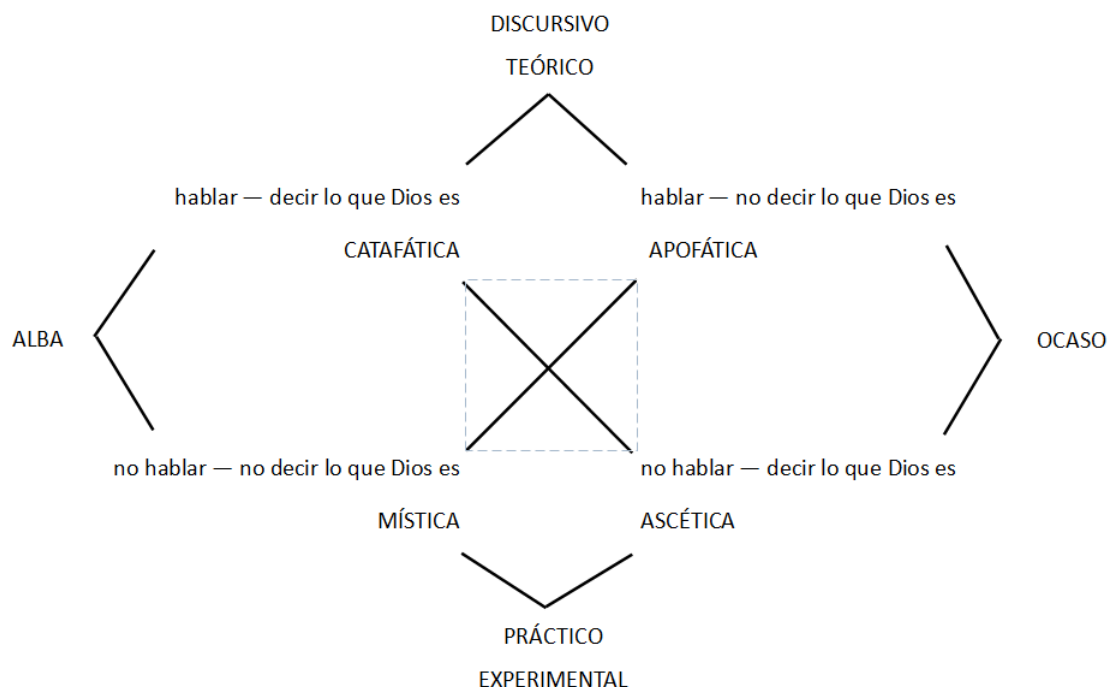 DISCURSIVO
TEÓRICO
hablar — decir lo que Dios es
hablar — no decir lo que Dios es
CATAFÁTICA
APOFÁTICA
ALBA
OCASO
no hablar — no decir lo que Dios es
no hablar — decir lo que Dios es
MÍSTICA
ASCÉTICA
PRÁCTICO
EXPERIMENTAL